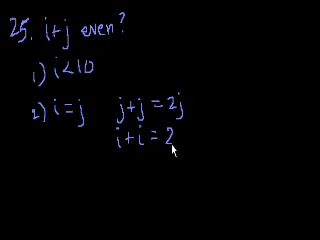 25. i+j even?
1) i<10
2) i=j j+j=2j
i+i=2